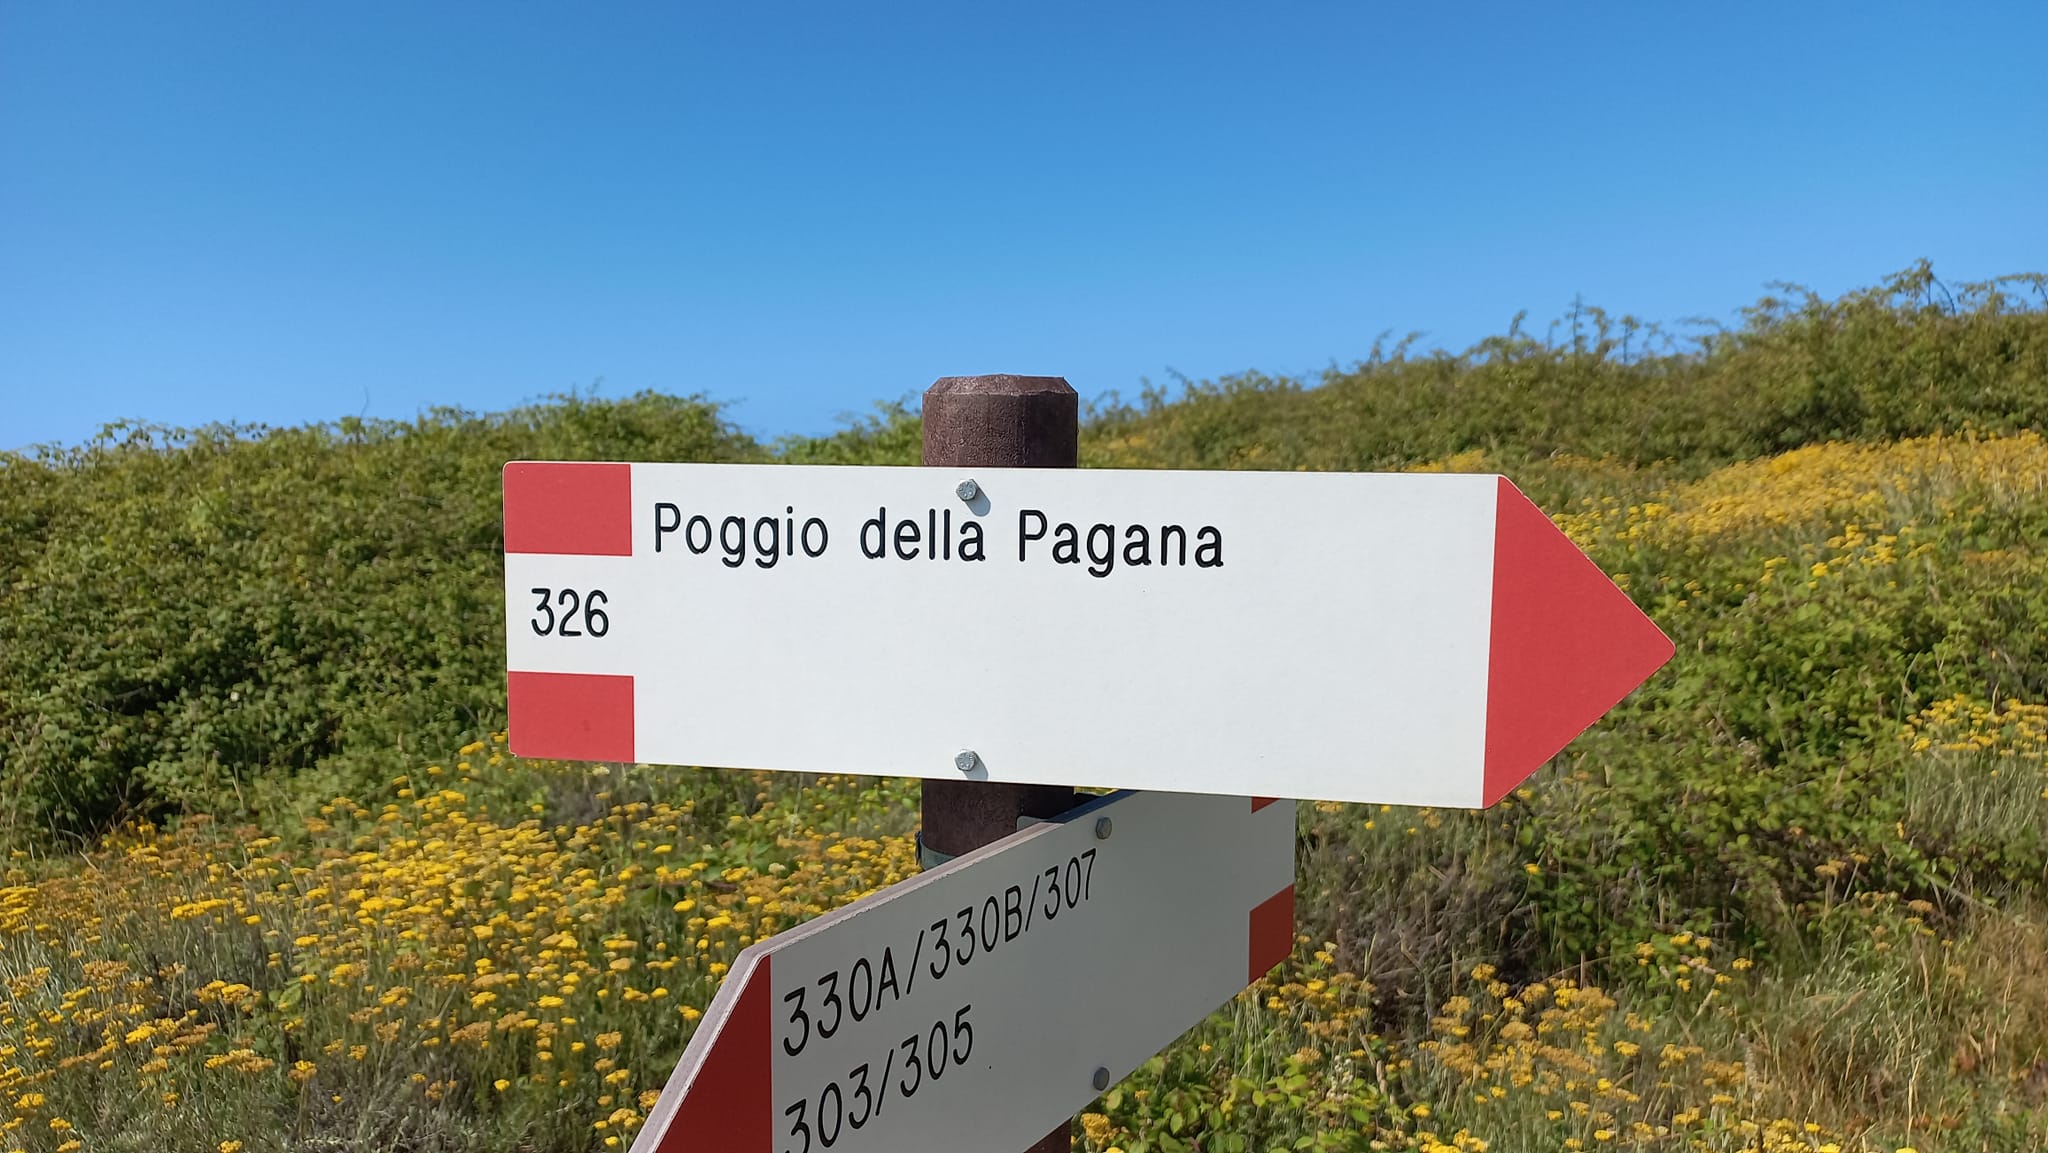 Poggio della Pagana
326
330A/330B/307
303/305